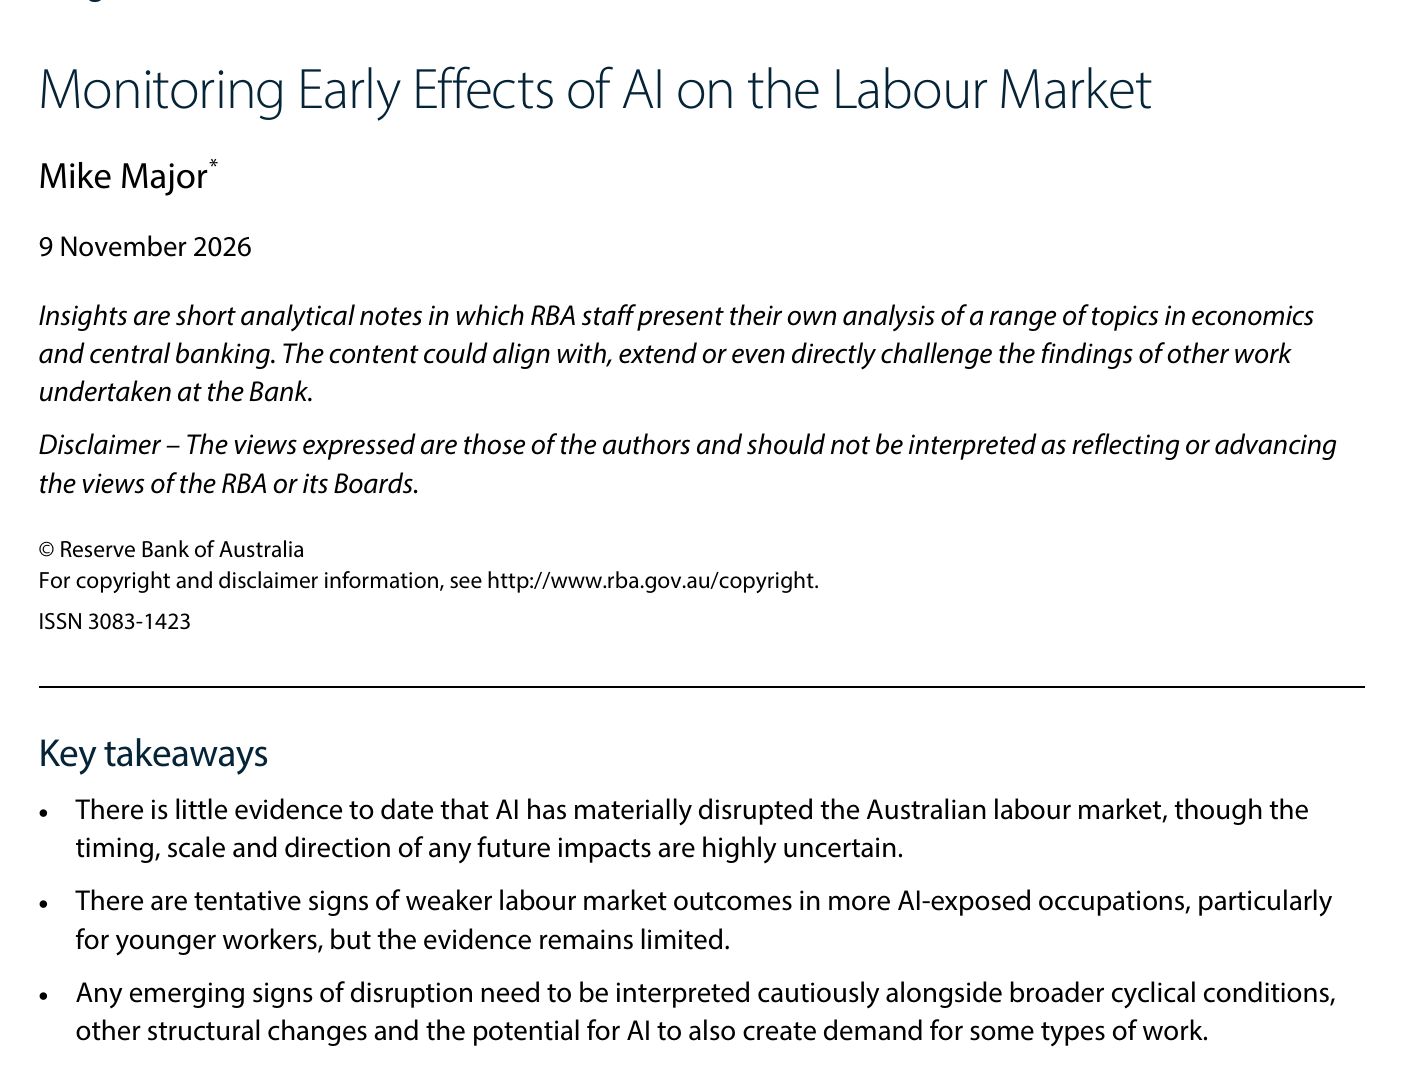 Monitoring Early Effects of AI on the Labour Market
Mike Major*
9 November 2026
Insights are short analytical notes in which RBA staff present their own analysis of a range of topics in economics
and central banking. The content could align with, extend or even directly challenge the findings of other work
undertaken at the Bank.
Disclaimer – The views expressed are those of the authors and should not be interpreted as reflecting or advancing
the views of the RBA or its Boards.
© Reserve Bank of Australia
For copyright and disclaimer information, see http://www.rba.gov.au/copyright.
ISSN 3083-1423
Key takeaways
• There is little evidence to date that AI has materially disrupted the Australian labour market, though the
timing, scale and direction of any future impacts are highly uncertain.
• There are tentative signs of weaker labour market outcomes in more AI-exposed occupations, particularly
for younger workers, but the evidence remains limited.
• Any emerging signs of disruption need to be interpreted cautiously alongside broader cyclical conditions,
other structural changes and the potential for AI to also create demand for some types of work.